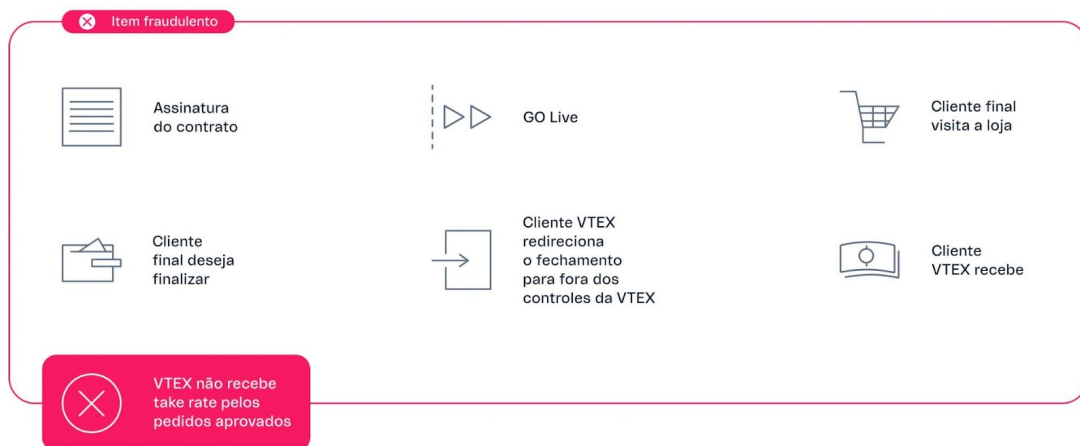 Item fraudulento
Assinatura
do contrato
GO Live
Cliente final
visita a loja
Cliente
final deseja
finalizar
Cliente VTEX
redireciona
o fechamento
para fora dos
controles da VTEX
Cliente
VTEX recebe
VTEX não recebe
take rate pelos
pedidos aprovados